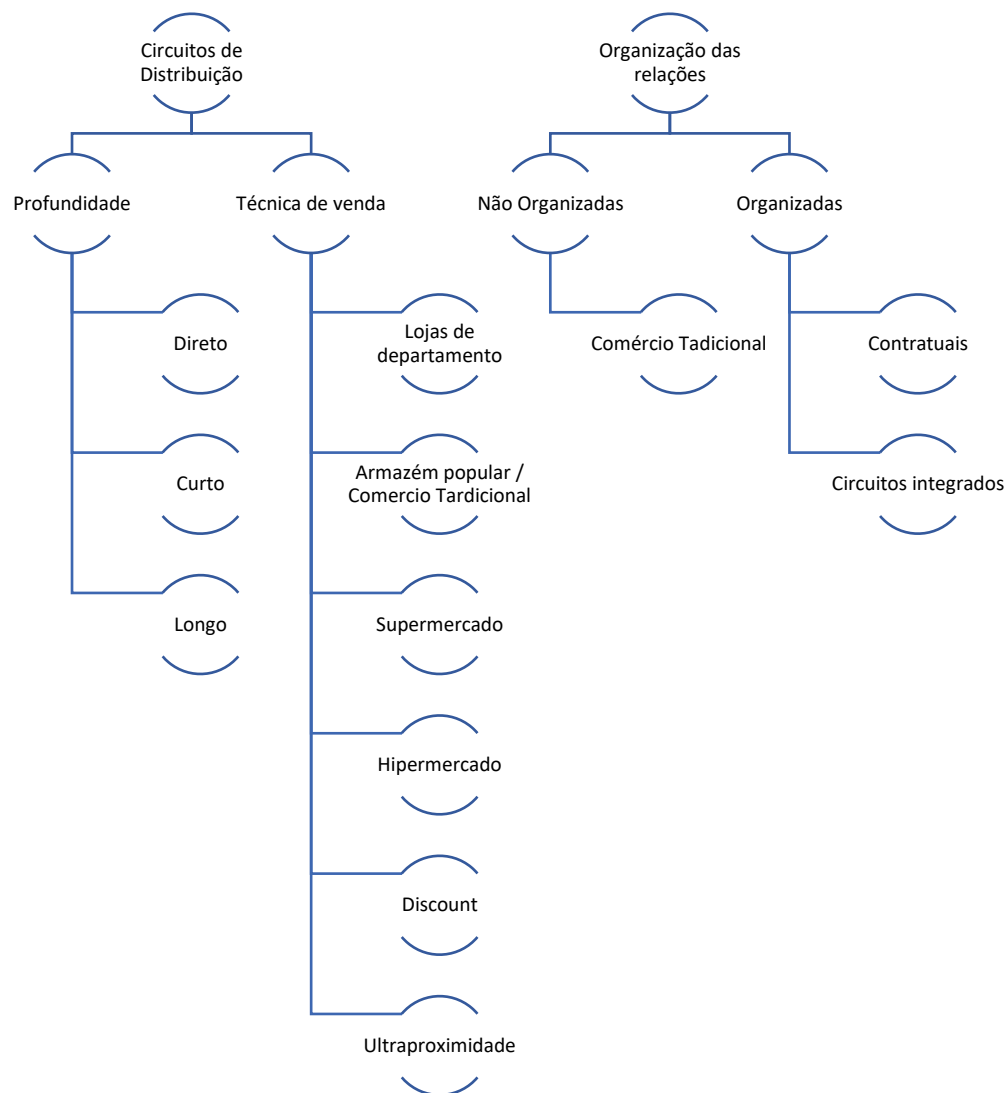 Circuitos de
Distribuição
Organização das
relações
Profundidade
Técnica de venda
Não Organizadas
Organizadas
Direto
Lojas de
departamento
Comércio Tadicional
Contratuais
Curto
Armazém popular /
Comercio Tardicional
Circuitos integrados
Longo
Supermercado
Hipermercado
Discount
Ultraproximidade